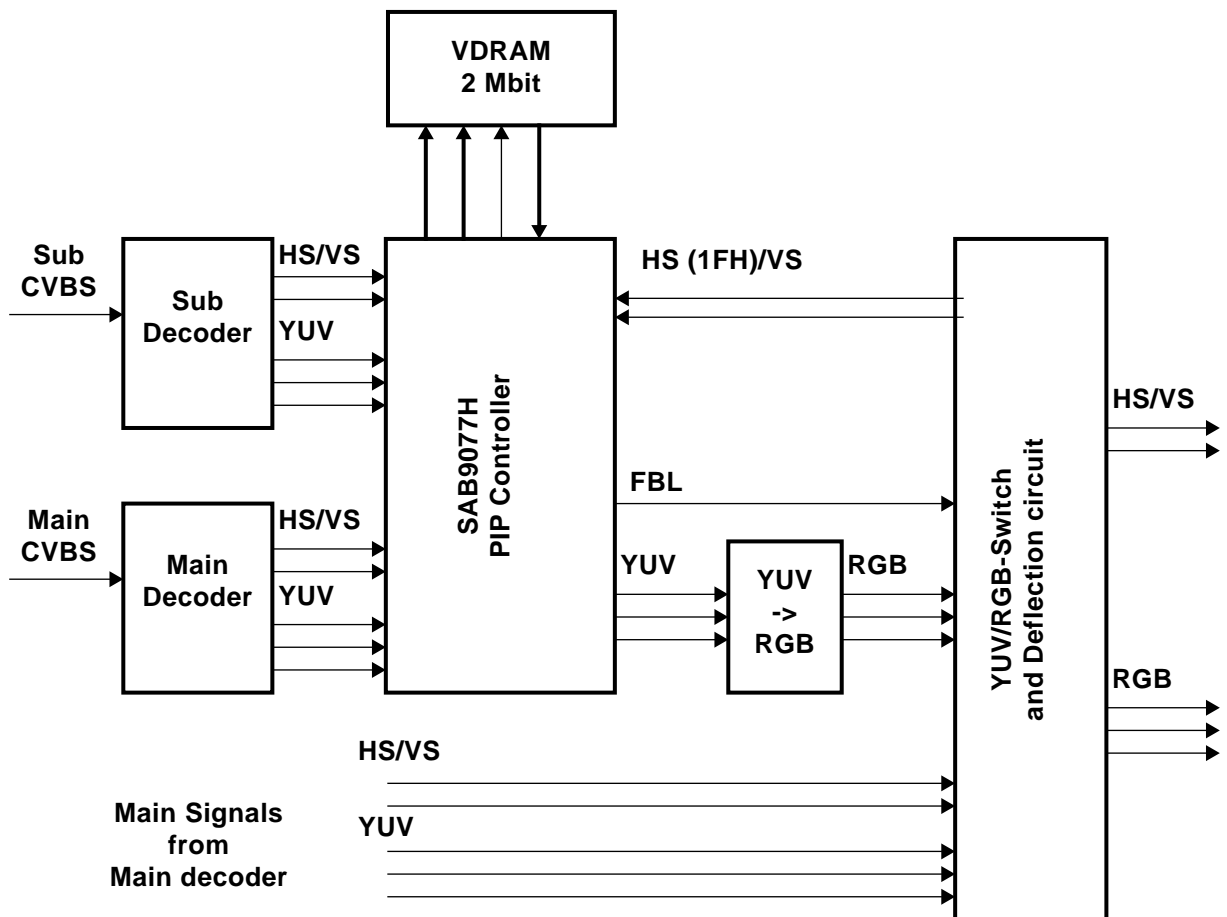 VDRAM
2 Mbit
Sub
CVBS
Sub
Decoder
HS/VS
YUV
HS (1FH)/VS
SAB9077H
PIP Controller
HS/VS
FBL
Main
CVBS
Main
Decoder
HS/VS
YUV
YUV
YUV
->
RGB
RGB
YUV/RGB-Switch
and Deflection circuit
RGB
HS/VS
YUV
Main Signals
from
Main decoder